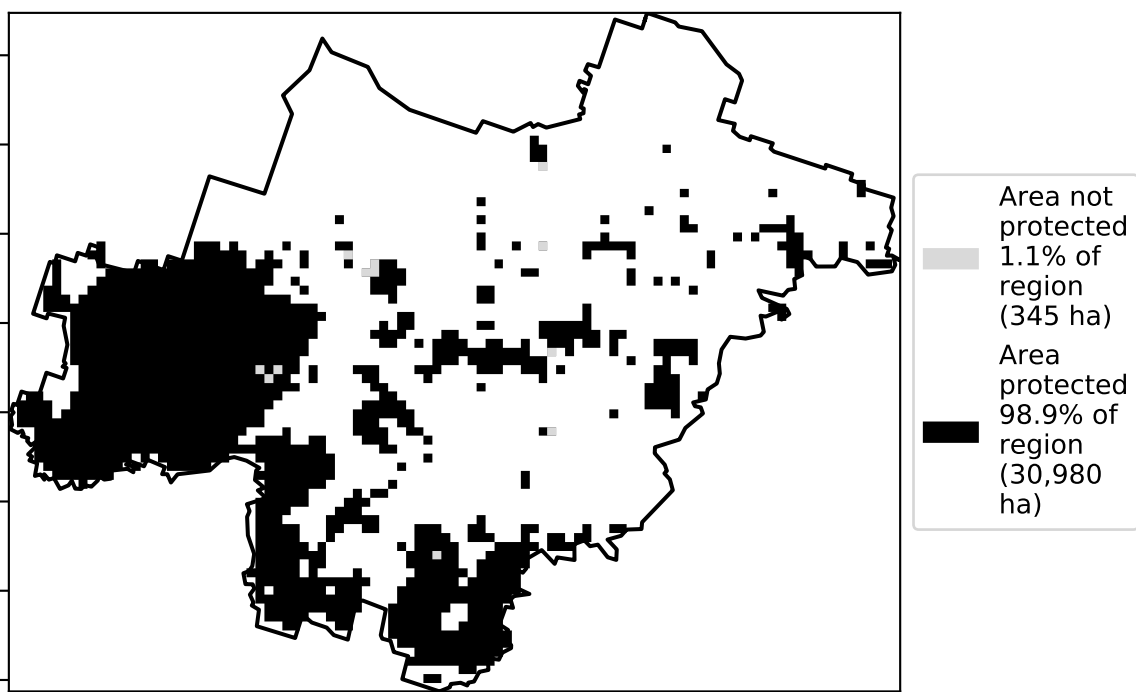 Area not
protected
1.1% of
region
(345 ha)
Area
protected
98.9% of
region
(30,980
ha)